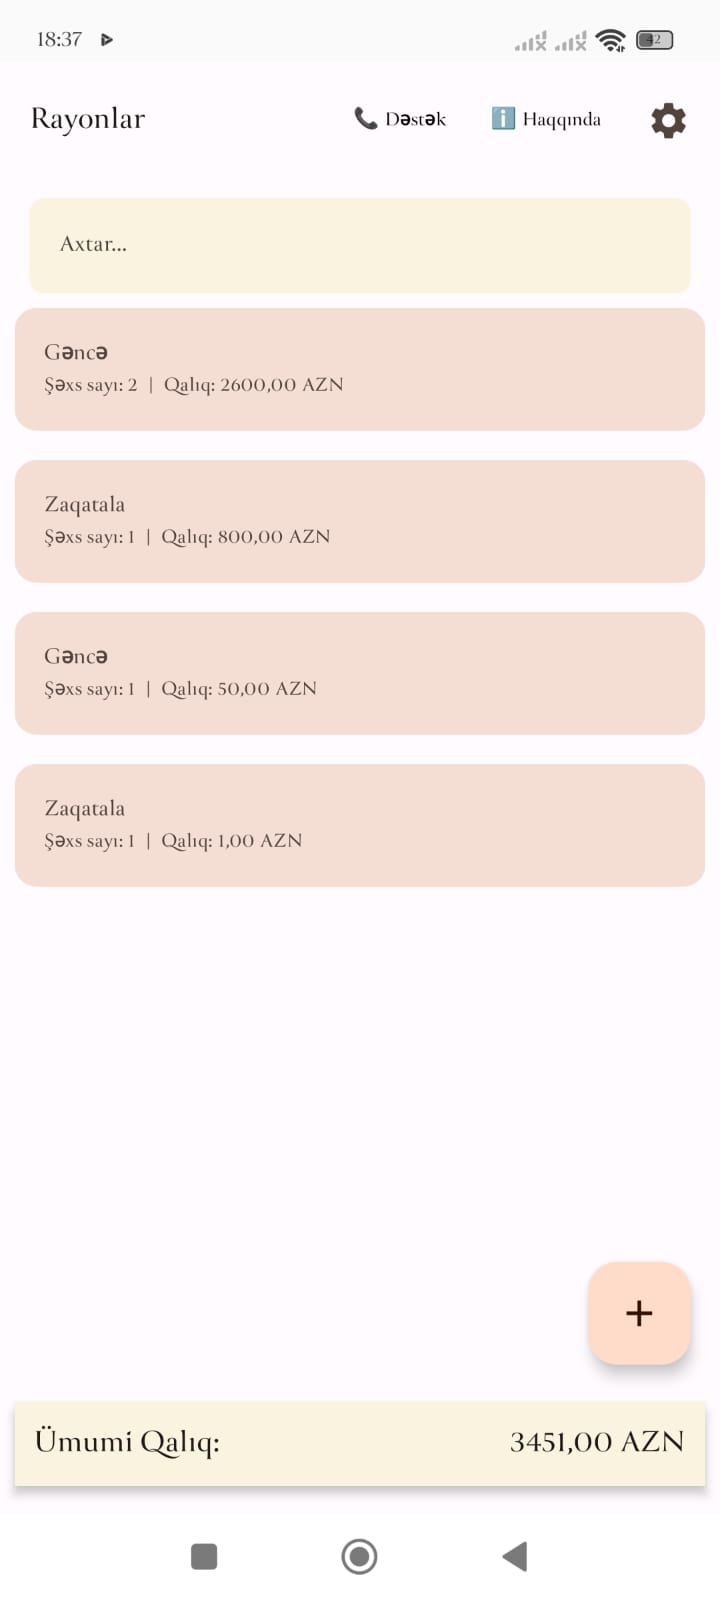 18:37
42
Rayonlar
Dəstək
Haqqında
Axtar...
Gəncə
Şəxs sayı: 2 | Qalıq: 2600,00 AZN
Zaqatala
Şəxs sayı: 1 | Qalıq: 800,00 AZN
Gəncə
Şəxs sayı: 1 | Qalıq: 50,00 AZN
Zaqatala
Şəxs sayı: 1 | Qalıq: 1,00 AZN
+
Ümumi Qalıq: 3451,00 AZN